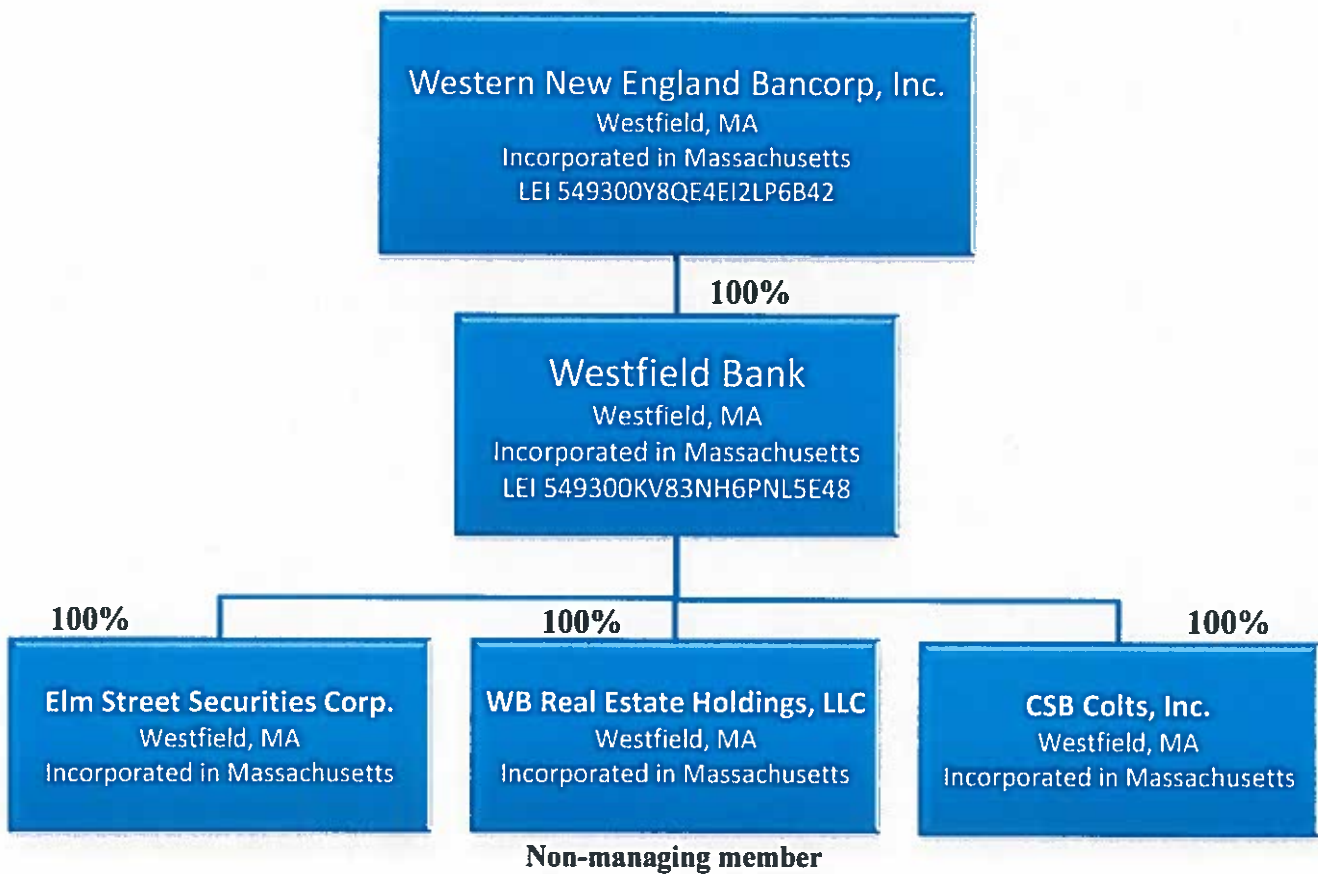 Western New England Bancorp, Inc.
Westfield, MA
Incorporated in Massachusetts
LEI 549300Y8QE4EI2LP6B42
100%
Westfield Bank
Westfield, MA
Incorporated in Massachusetts
LEI 549300KV83NH6PNL5E48
100%
Elm Street Securities Corp.
Westfield, MA
Incorporated in Massachusetts
100%
WB Real Estate Holdings, LLC
Westfield, MA
Incorporated in Massachusetts
Non-managing member
100%
CSB Colts, Inc.
Westfield, MA
Incorporated in Massachusetts